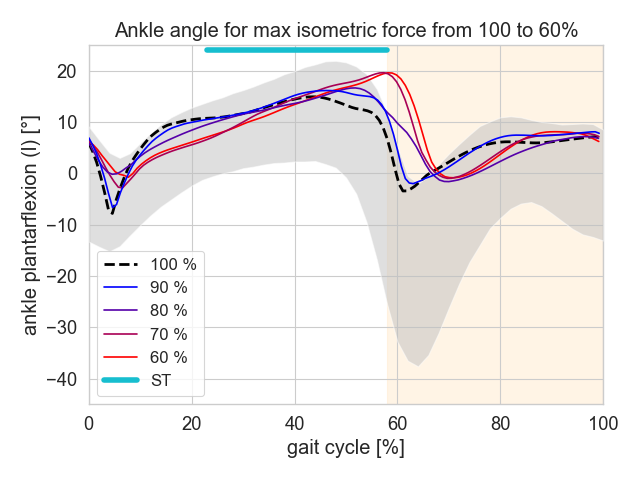 Ankle angle for max isometric force from 100 to 60%
ankle plantarflexion (l) [°]
20
10
0
−10
−20
−30
−40
100 %
90 %
80 %
70 %
60 %
ST
0 20 40 60 80 100
gait cycle [%]